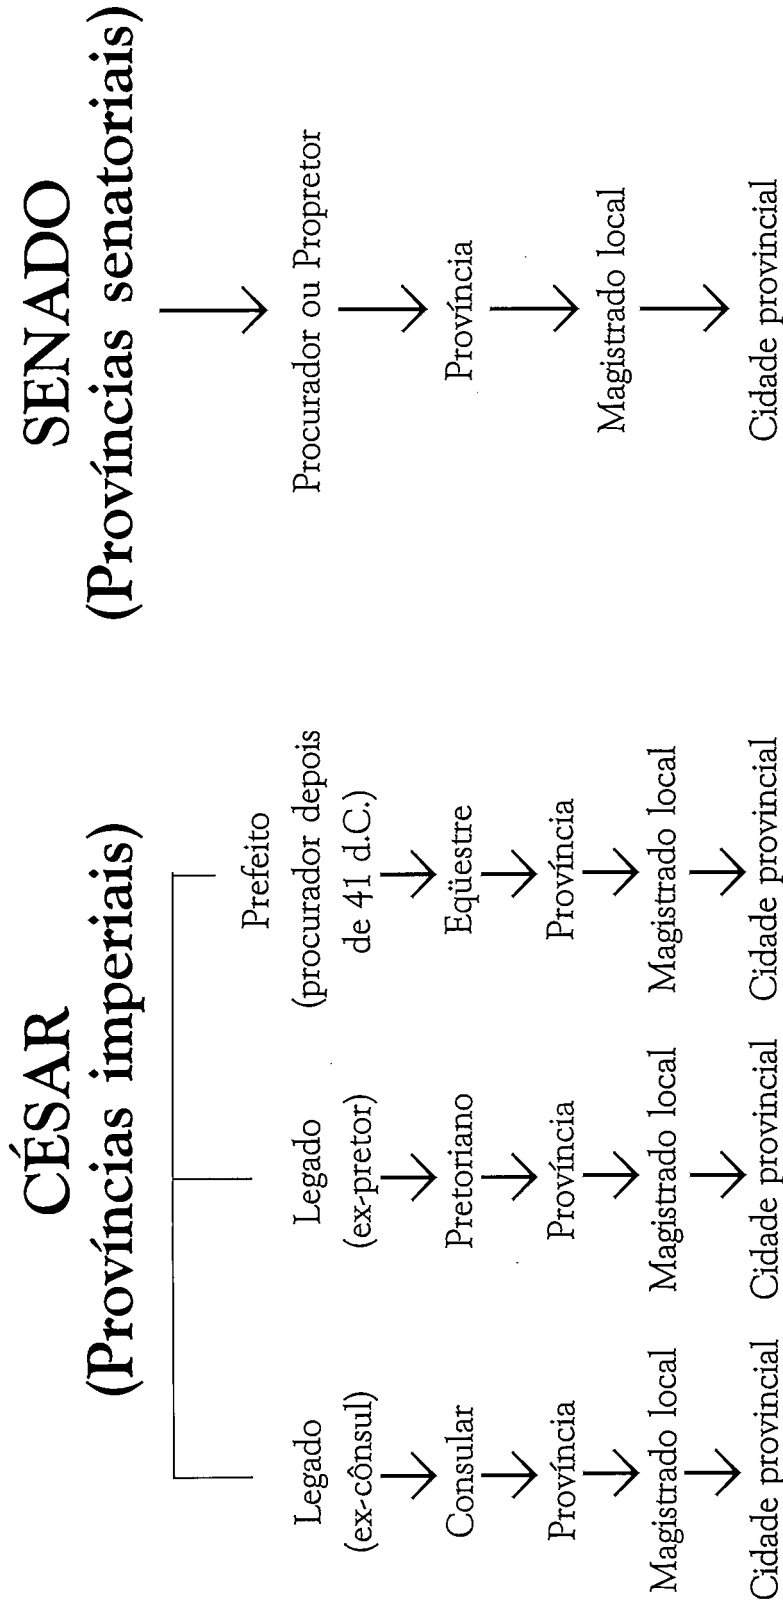 CÉSAR
(Províncias imperiais)
Legado
(ex-cônsul)
Consular
Província
Magistrado local
Cidade provincial
Legado
(ex-pretor)
Pretoriano
Província
Magistrado local
Cidade provincial
Prefeito
(procurador depois
de 41 d.C.)
Eqüestre
Província
Magistrado local
Cidade provincial
SENADO
(Províncias senatoriais)
Procurador ou Propretor
Província
Magistrado local
Cidade provincial